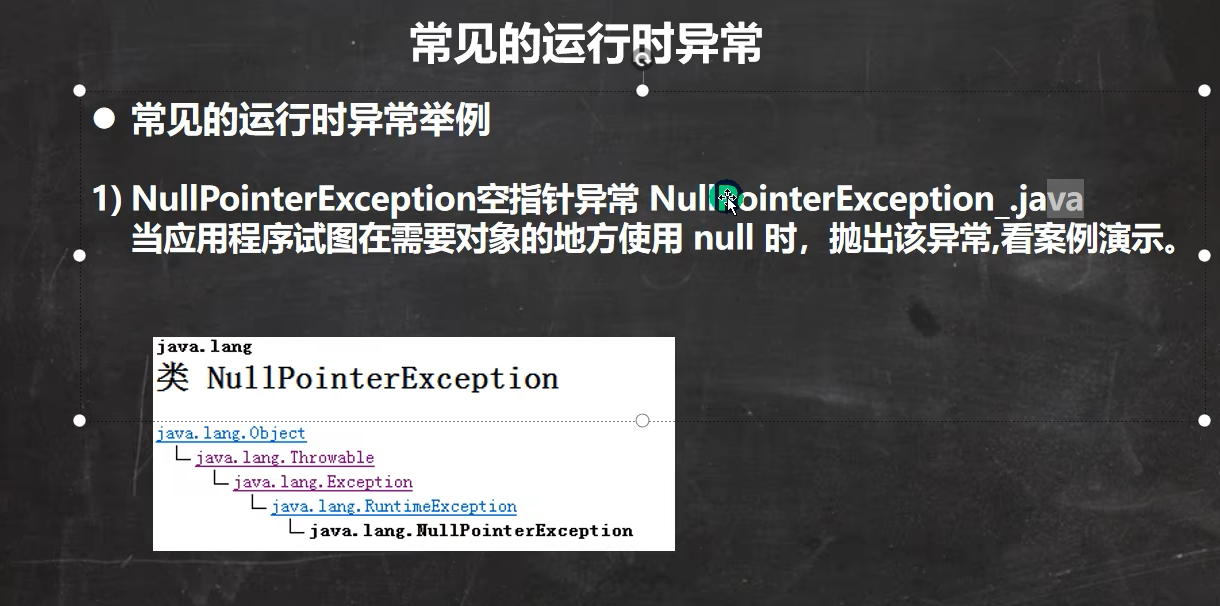 常见的运行时异常
● 常见的运行时异常举例
1) NullPointerException空指针异常 NullPointerException_.java
当应用程序试图在需要对象的地方使用 null 时，抛出该异常,看案例演示。
java.lang
类 NullPointerException
java.lang.Object
java.lang.Throwable
java.lang.Exception
java.lang.RuntimeException
java.lang.NullPointerException